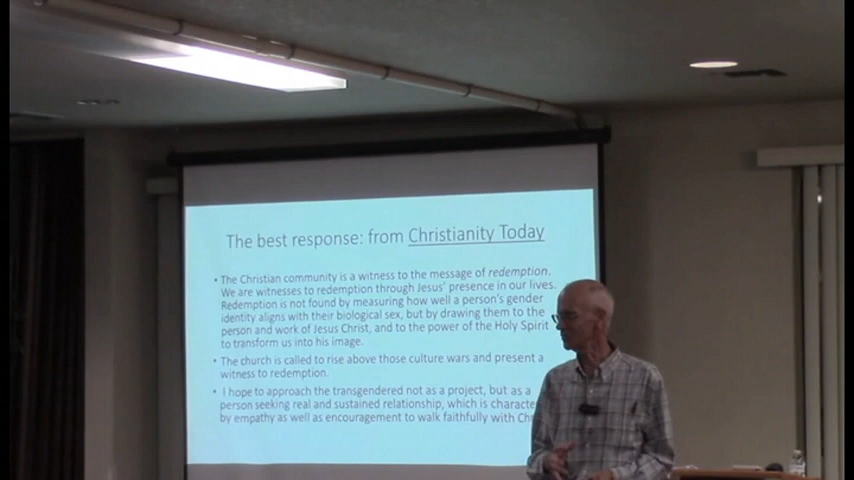 The best response: from Christianity Today
• The Christian community is a witness to the message of redemption.
We are witnesses to redemption through Jesus' presence in our lives.
Redemption is not found by measuring how well a person's gender
identity aligns with their biological sex, but by drawing them to the
person and work of Jesus Christ, and to the power of the Holy Spirit
to transform us into his image.
• The church is called to rise above those culture wars and present a
witness to redemption.
• I hope to approach the transgendered not as a project, but as a
person seeking real and sustained relationship, which is
by empathy as well as encouragement to walk faithfully with